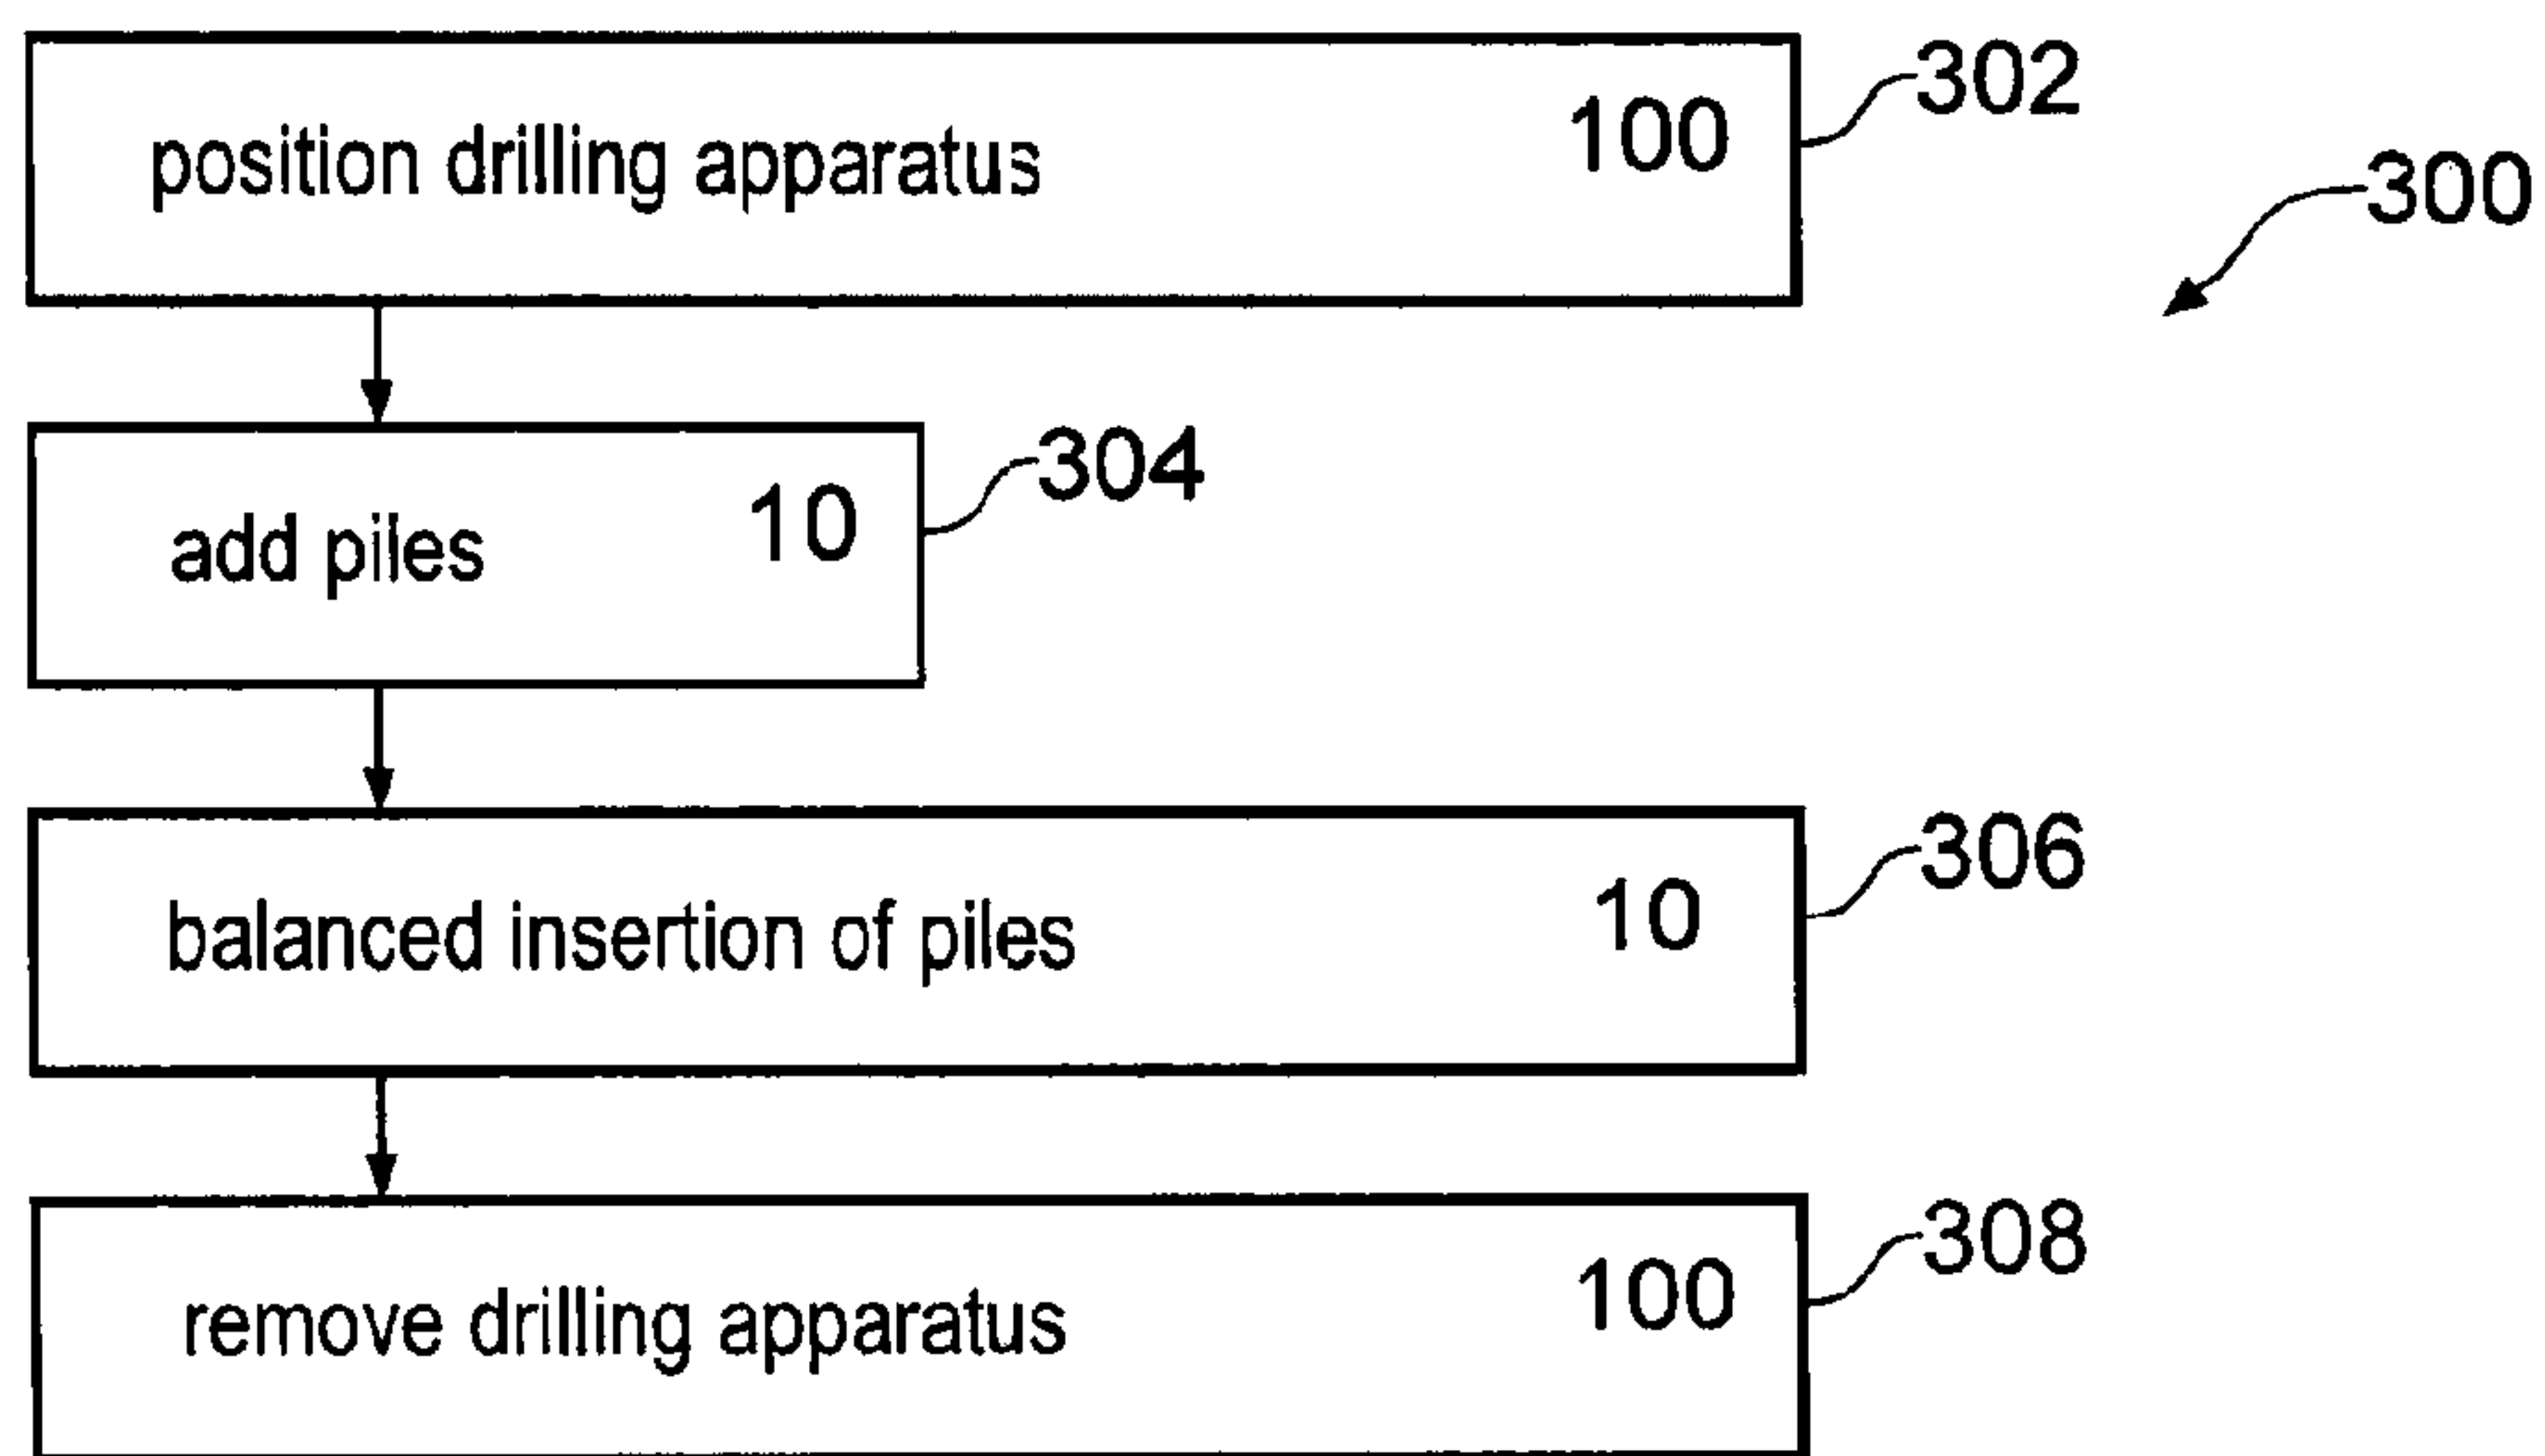 position drilling apparatus 100 302
300
add piles 10 304
balanced insertion of piles 10 306
remove drilling apparatus 100 308